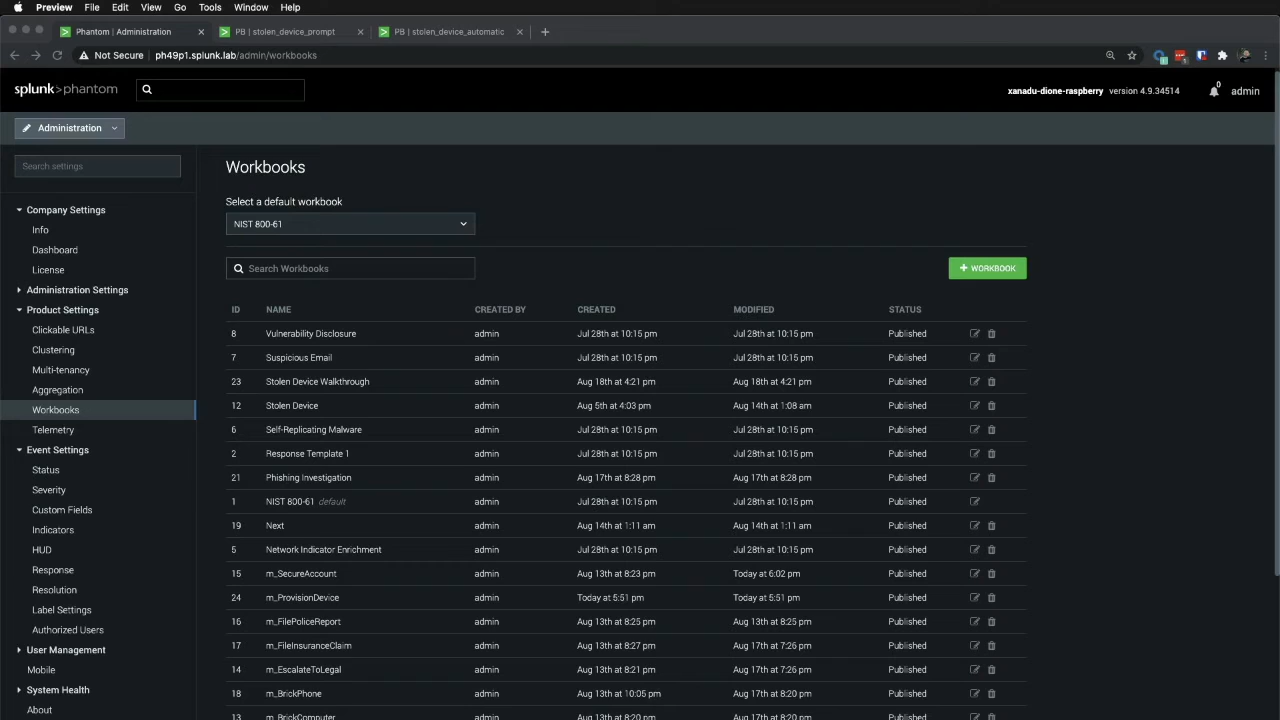 Preview File Edit View Go Tools Window Help
Phantom | Administration PB | stolen_device_prompt PB | stolen_device_automatic
Not Secure ph49p1.splunk.lab/admin/workbooks
splunk>phantom xanadu-dione-raspberry version 4.9.34514 0 admin
Administration
Search settings
Company Settings
Info
Dashboard
License
Administration Settings
Product Settings
Clickable URLs
Clustering
Multi-tenancy
Aggregation
Workbooks
Telemetry
Event Settings
Status
Severity
Custom Fields
Indicators
HUD
Response
Resolution
Label Settings
Authorized Users
User Management
Mobile
System Health
About
Workbooks
Select a default workbook
NIST 800-61
Search Workbooks + WORKBOOK
ID NAME CREATED BY CREATED MODIFIED STATUS
8 Vulnerability Disclosure admin Jul 28th at 10:15 pm Jul 28th at 10:15 pm Published
7 Suspicious Email admin Jul 28th at 10:15 pm Jul 28th at 10:15 pm Published
23 Stolen Device Walkthrough admin Aug 18th at 4:21 pm Aug 18th at 4:21 pm Published
12 Stolen Device admin Aug 5th at 4:03 pm Aug 14th at 1:08 am Published
6 Self-Replicating Malware admin Jul 28th at 10:15 pm Jul 28th at 10:15 pm Published
2 Response Template 1 admin Jul 28th at 10:15 pm Jul 28th at 10:15 pm Published
21 Phishing Investigation admin Aug 17th at 8:28 pm Aug 17th at 8:28 pm Published
1 NIST 800-61 default admin Jul 28th at 10:15 pm Jul 28th at 10:15 pm Published
19 Next admin Aug 14th at 1:11 am Aug 14th at 1:11 am Published
5 Network Indicator Enrichment admin Jul 28th at 10:15 pm Jul 28th at 10:15 pm Published
15 m_SecureAccount admin Aug 13th at 8:23 pm Today at 6:02 pm Published
24 m_ProvisionDevice admin Today at 5:51 pm Today at 5:51 pm Published
16 m_FilePoliceReport admin Aug 13th at 8:25 pm Aug 13th at 8:25 pm Published
17 m_FileInsuranceClaim admin Aug 13th at 8:27 pm Aug 17th at 7:26 pm Published
14 m_EscalateToLegal admin Aug 13th at 8:21 pm Aug 17th at 7:26 pm Published
18 m_BrickPhone admin Aug 13th at 10:05 pm Aug 17th at 8:20 pm Published
13 m_BrickComputer admin Aug 13th at 8:20 pm Aug 17th at 8:20 pm Published